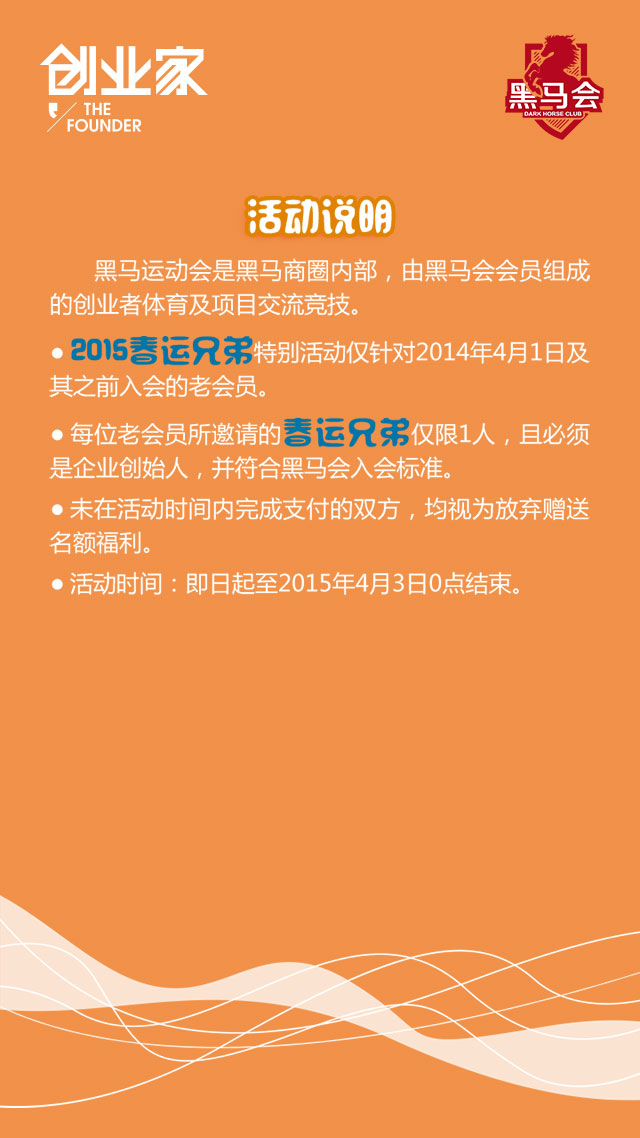 创业家
THE
FOUNDER
黑马会
DARK HORSE CLUB
活动说明
黑马运动会是黑马商圈内部，由黑马会会员组成
的创业者体育及项目交流竞技。
● 2015春运兄弟特别活动仅针对2014年4月1日及
其之前入会的老会员。
● 每位老会员所邀请的春运兄弟仅限1人，且必须
是企业创始人，并符合黑马会入会标准。
● 未在活动时间内完成支付的双方，均视为放弃赠送
名额福利。
● 活动时间：即日起至2015年4月3日0点结束。